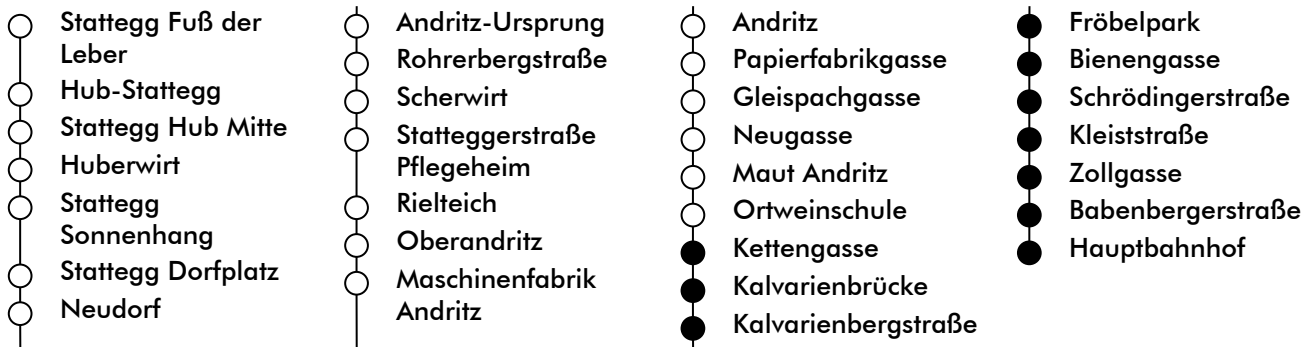 Stattegg Fuß der
Leber
Hub-Stattegg
Stattegg Hub Mitte
Huberwirt
Stattegg
Sonnenhang
Stattegg Dorfplatz
Neudorf
Andritz-Ursprung
Rohrerbergstraße
Scherwirt
Statteggerstraße
Pflegeheim
Rielteich
Oberandritz
Maschinenfabrik
Andritz
Andritz
Papierfabrikgasse
Gleispachgasse
Neugasse
Maut Andritz
Ortweinschule
Kettengasse
Kalvarienbrücke
Kalvarienbergstraße
Fröbelpark
Bienengasse
Schrödingerstraße
Kleiststraße
Zollgasse
Babenbergerstraße
Hauptbahnhof